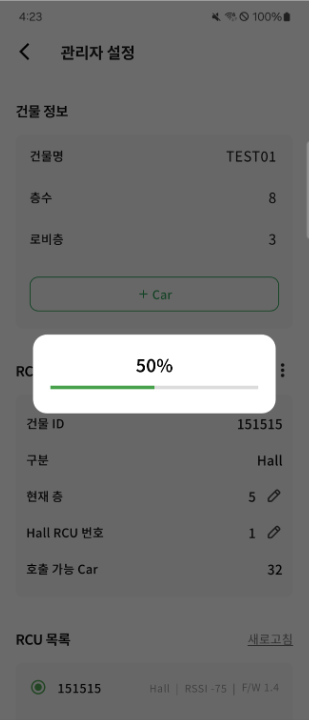 4:23 100%
관리자 설정
건물 정보
건물명 TEST01
층수 8
로비층 3
+ Car
50%
RC
건물 ID 151515
구분 Hall
현재 층 5
Hall RCU 번호 1
호출 가능 Car 32
RCU 목록 새로고침
151515 Hall | RSSI -75 | F/W 1.4